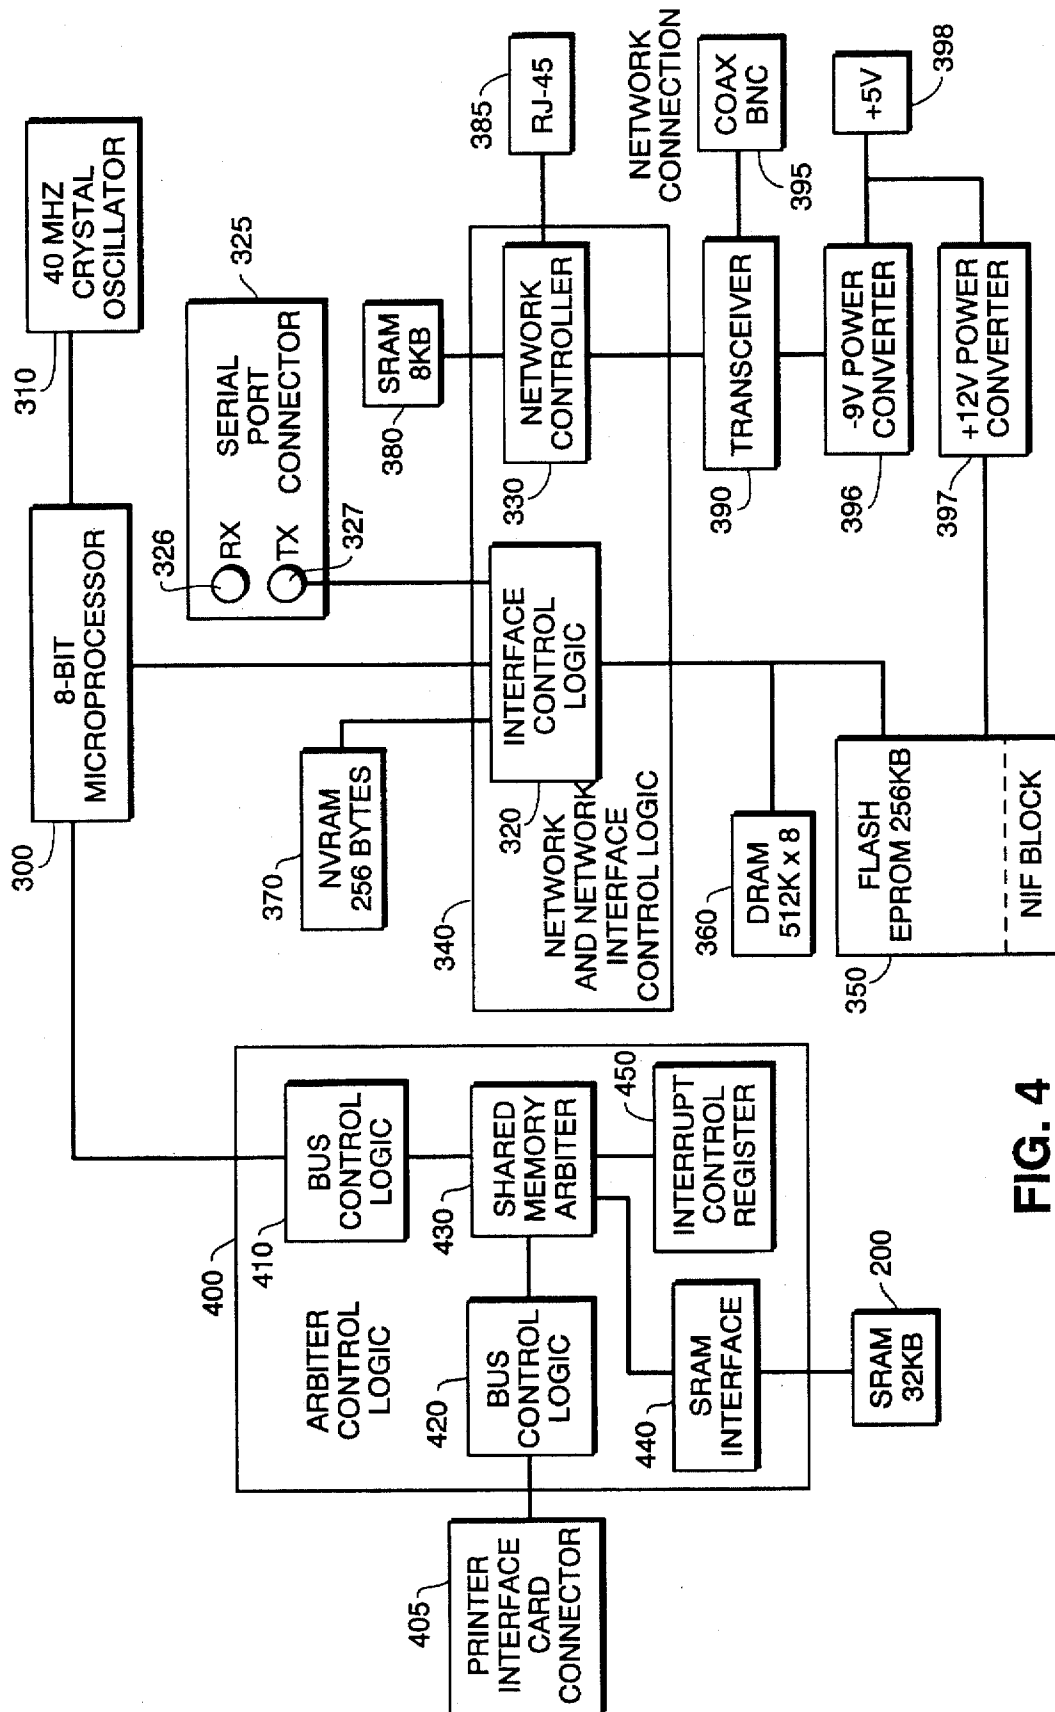 40 MHZ
CRYSTAL
OSCILLATOR
310
8-BIT
MICROPROCESSOR
300
SERIAL
PORT
CONNECTOR
325
326
RX
TX
327
NVRAM
256 BYTES
370
SRAM
8KB
380
RJ-45
385
NETWORK
CONTROLLER
330
INTERFACE
CONTROL
LOGIC
320
NETWORK
AND NETWORK
INTERFACE
CONTROL LOGIC
340
NETWORK
CONNECTION
COAX
BNC
395
TRANSCEIVER
390
+5V
398
-9V POWER
CONVERTER
396
+12V POWER
CONVERTER
397
DRAM
512K x 8
360
FLASH
EPROM 256KB
NIF BLOCK
350
400
ARBITER
CONTROL
LOGIC
BUS
CONTROL
LOGIC
410
SHARED
MEMORY
ARBITER
430
BUS
CONTROL
LOGIC
420
INTERRUPT
CONTROL
REGISTER
450
SRAM
INTERFACE
440
SRAM
32KB
200
PRINTER
INTERFACE
CARD
CONNECTOR
405
FIG. 4